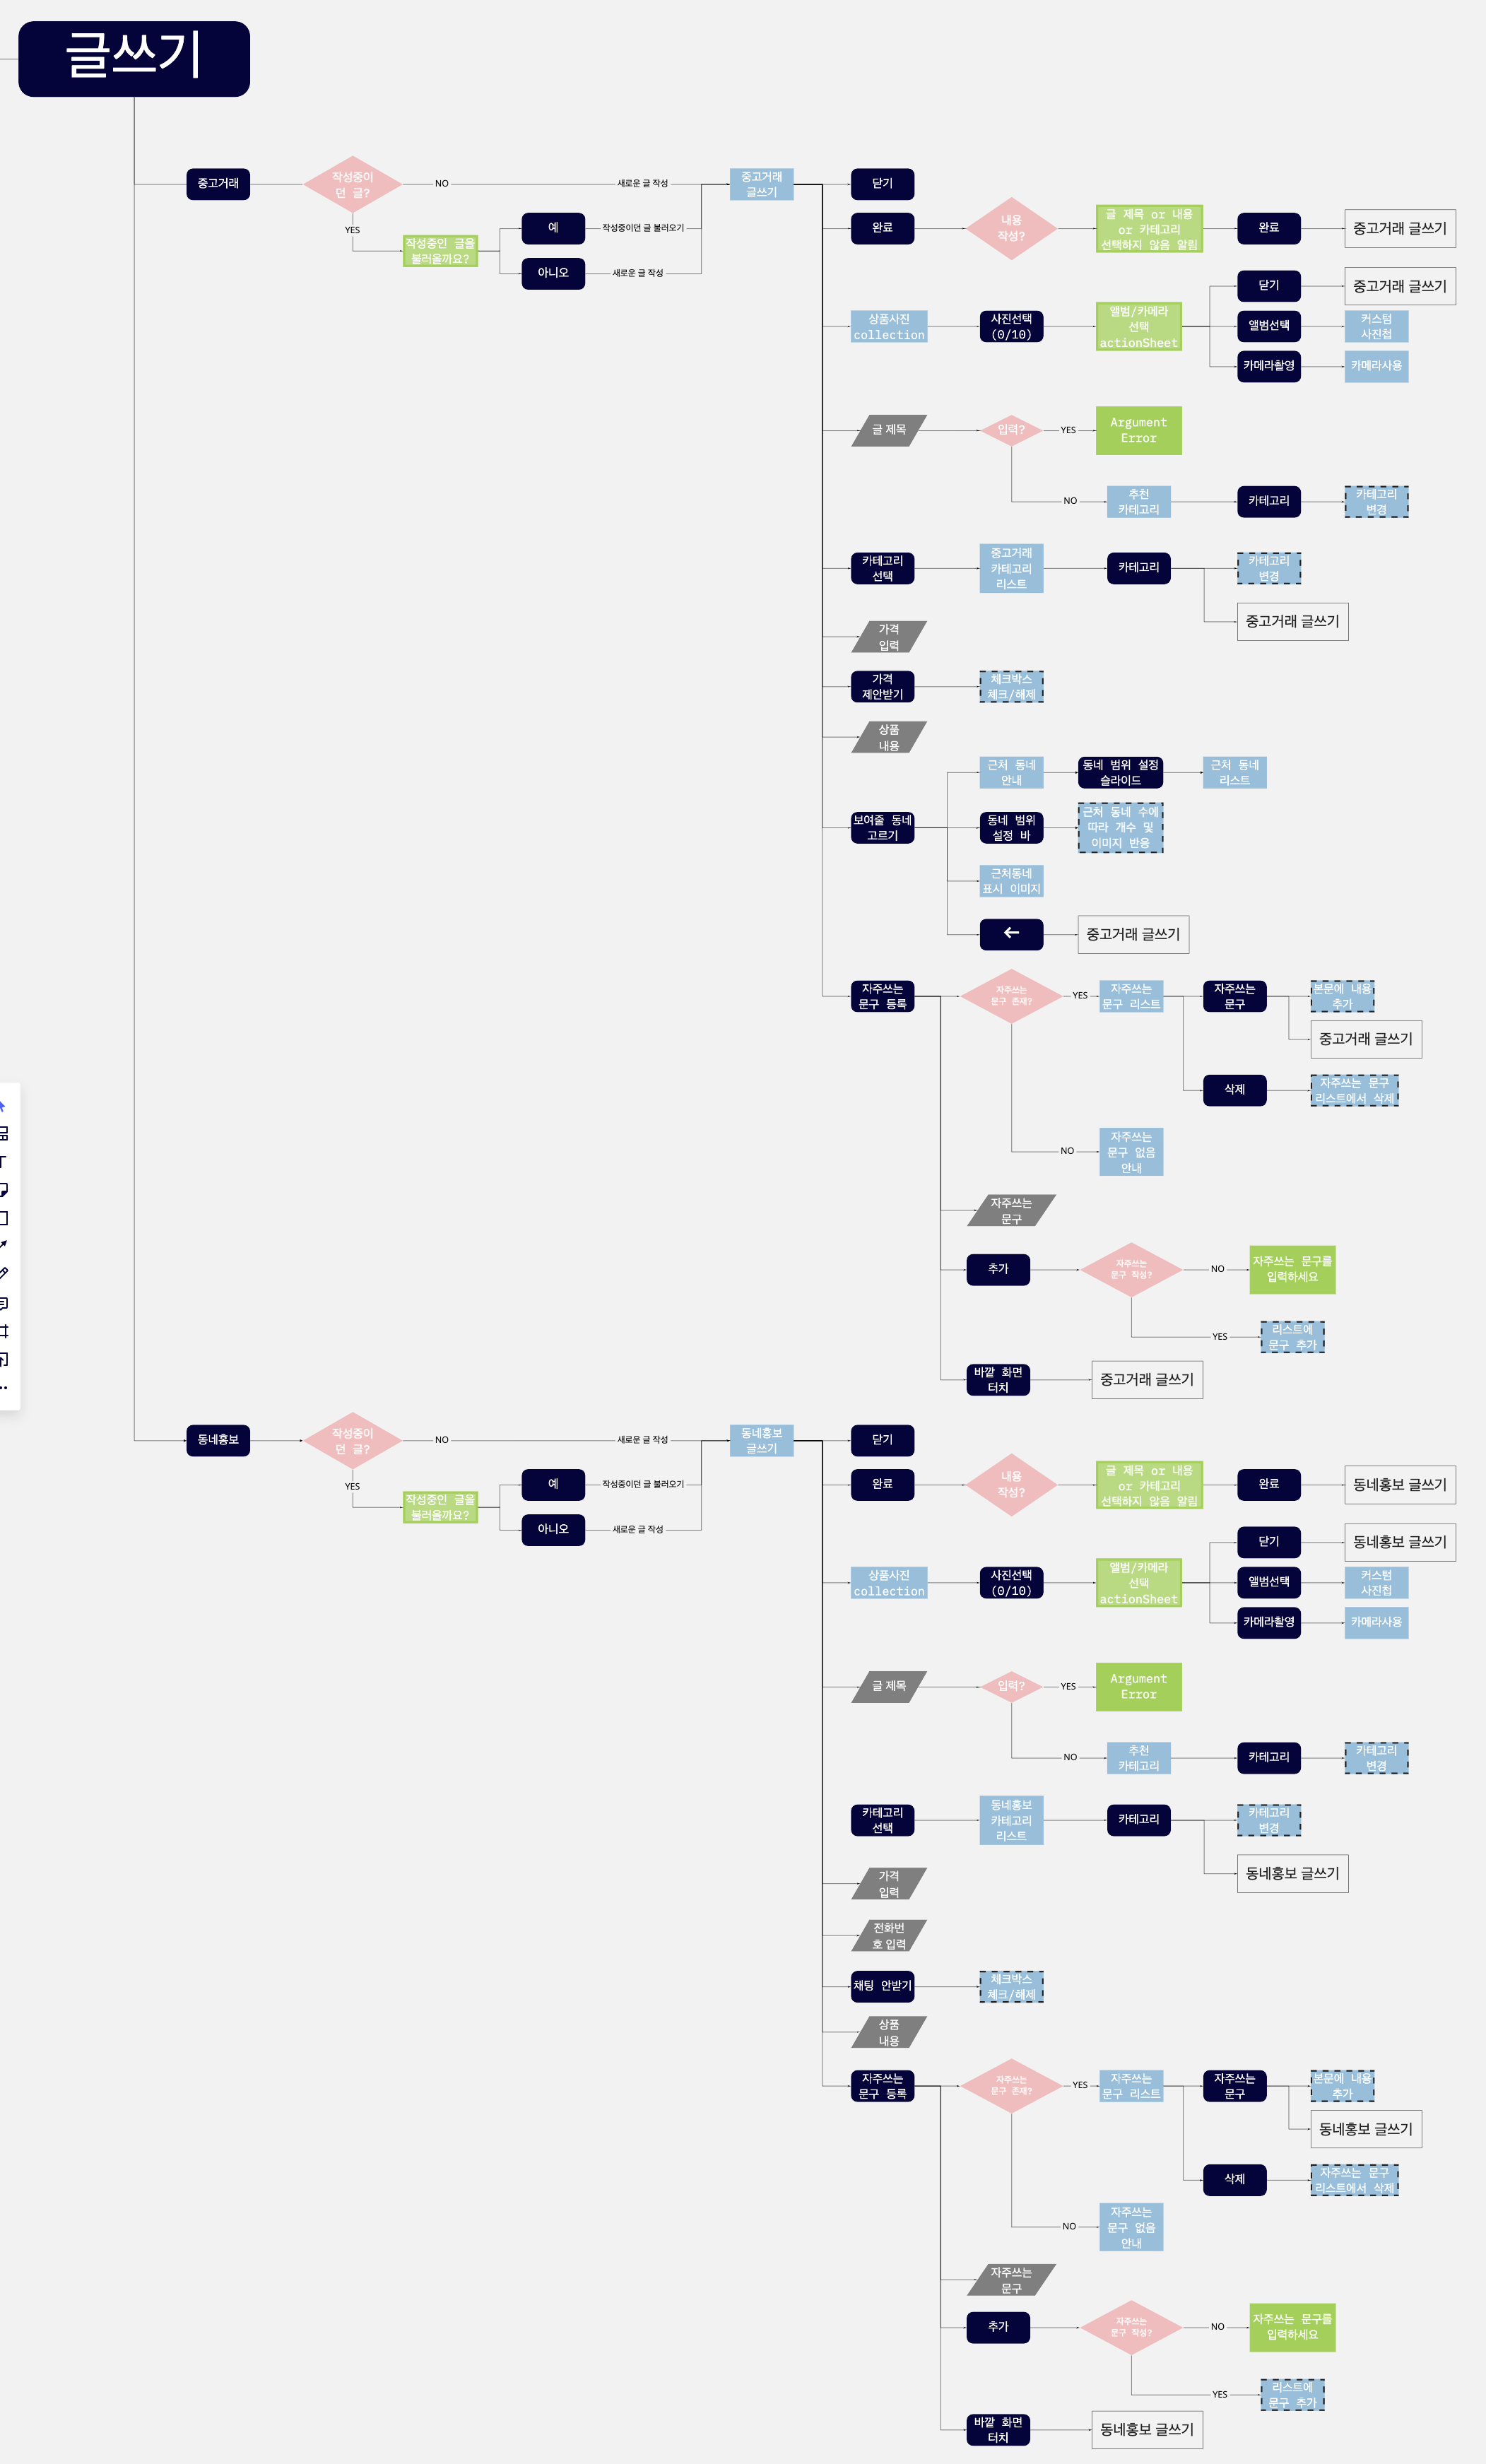 글쓰기
중고거래
작성중이
던 글?
NO
새로운 글 작성
YES
작성중인 글을
불러올까요?
예
작성중이던 글 불러오기
아니오
새로운 글 작성
중고거래
글쓰기
닫기
완료
내용
작성?
글 제목 or 내용
or 카테고리
선택하지 않음 알림
완료
중고거래 글쓰기
상품사진
collection
사진선택
(0/10)
앨범/카메라
선택
actionSheet
닫기
중고거래 글쓰기
앨범선택
커스텀
사진첩
카메라촬영
카메라사용
글 제목
입력?
YES
Argument
Error
NO
추천
카테고리
카테고리
카테고리
변경
카테고리
선택
중고거래
카테고리
리스트
카테고리
카테고리
변경
중고거래 글쓰기
가격
입력
가격
제안받기
체크박스
체크/해제
상품
내용
보여줄 동네
고르기
근처 동네
안내
동네 범위 설정
슬라이드
근처 동네
리스트
동네 범위
설정 바
근처 동네 수에
따라 개수 및
이미지 반응
근처동네
표시 이미지
←
중고거래 글쓰기
자주쓰는
문구 등록
자주쓰는
문구 존재?
YES
자주쓰는
문구 리스트
자주쓰는
문구
본문에 내용
추가
중고거래 글쓰기
삭제
자주쓰는 문구
리스트에서 삭제
NO
자주쓰는
문구 없음
안내
자주쓰는
문구
추가
자주쓰는
문구 작성?
NO
자주쓰는 문구를
입력하세요
YES
리스트에
문구 추가
바깥 화면
터치
중고거래 글쓰기
동네홍보
작성중이
던 글?
NO
새로운 글 작성
YES
작성중인 글을
불러올까요?
예
작성중이던 글 불러오기
아니오
새로운 글 작성
동네홍보
글쓰기
닫기
완료
내용
작성?
글 제목 or 내용
or 카테고리
선택하지 않음 알림
완료
동네홍보 글쓰기
상품사진
collection
사진선택
(0/10)
앨범/카메라
선택
actionSheet
닫기
동네홍보 글쓰기
앨범선택
커스텀
사진첩
카메라촬영
카메라사용
글 제목
입력?
YES
Argument
Error
NO
추천
카테고리
카테고리
카테고리
변경
카테고리
선택
동네홍보
카테고리
리스트
카테고리
카테고리
변경
동네홍보 글쓰기
가격
입력
전화번
호 입력
채팅 안받기
체크박스
체크/해제
상품
내용
자주쓰는
문구 등록
자주쓰는
문구 존재?
YES
자주쓰는
문구 리스트
자주쓰는
문구
본문에 내용
추가
동네홍보 글쓰기
삭제
자주쓰는 문구
리스트에서 삭제
NO
자주쓰는
문구 없음
안내
자주쓰는
문구
추가
자주쓰는
문구 작성?
NO
자주쓰는 문구를
입력하세요
YES
리스트에
문구 추가
바깥 화면
터치
동네홍보 글쓰기